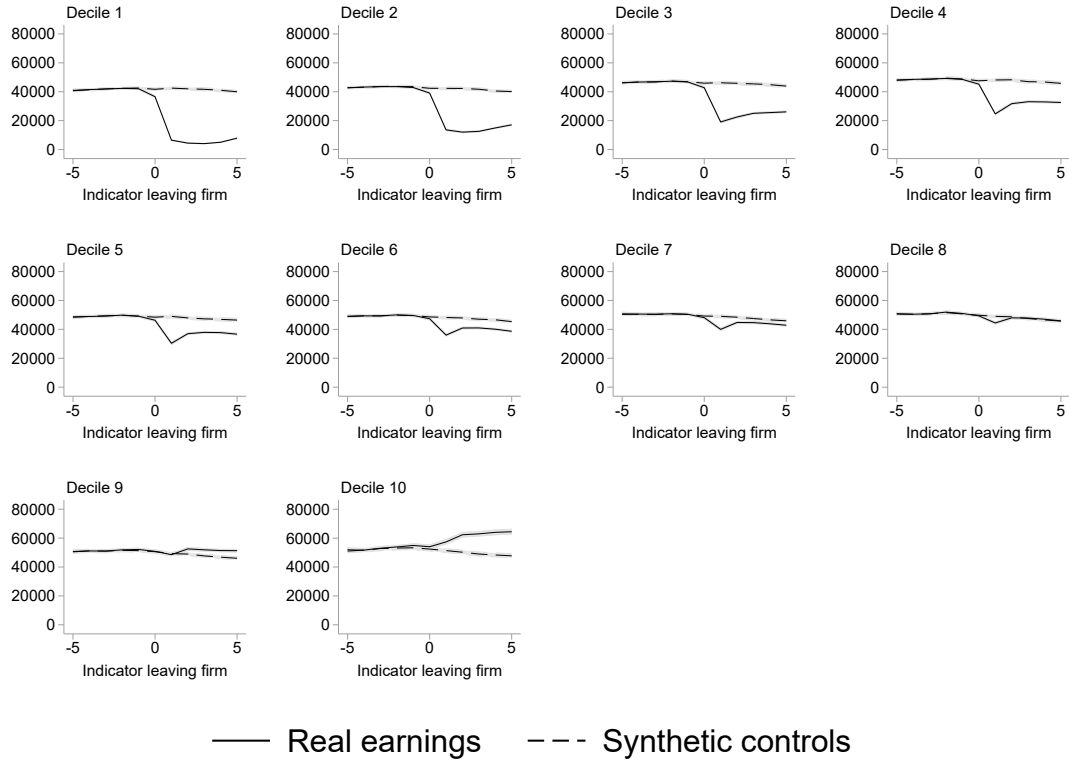 Decile 1 Decile 2 Decile 3 Decile 4
80000 80000 80000 80000
60000 60000 60000 60000
40000 40000 40000 40000
20000 20000 20000 20000
0 0 0 0
-5 0 5 -5 0 5 -5 0 5 -5 0 5
Indicator leaving firm Indicator leaving firm Indicator leaving firm Indicator leaving firm
Decile 5 Decile 6 Decile 7 Decile 8
80000 80000 80000 80000
60000 60000 60000 60000
40000 40000 40000 40000
20000 20000 20000 20000
0 0 0 0
-5 0 5 -5 0 5 -5 0 5 -5 0 5
Indicator leaving firm Indicator leaving firm Indicator leaving firm Indicator leaving firm
Decile 9 Decile 10
80000 80000
60000 60000
40000 40000
20000 20000
0 0
-5 0 5 -5 0 5
Indicator leaving firm Indicator leaving firm
Real earnings Synthetic controls